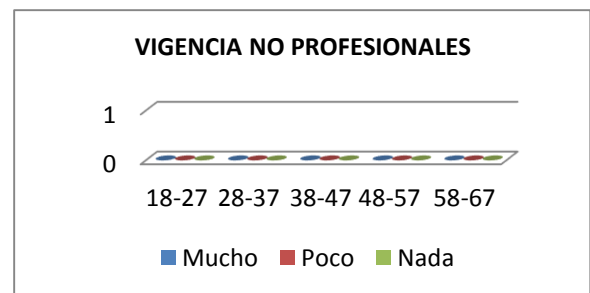 VIGENCIA NO PROFESIONALES
1
0
18-27 28-37 38-47 48-57 58-67
Mucho Poco Nada